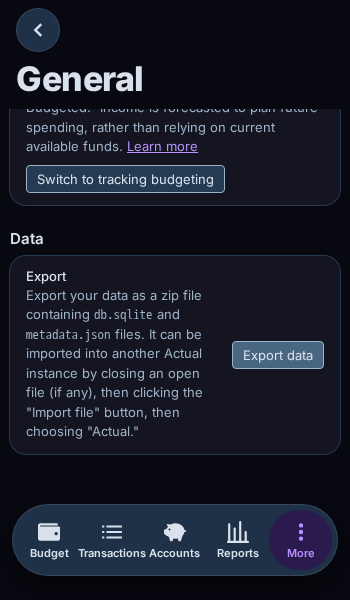 General
Budgeted." Income is forecasted to plan future
spending, rather than relying on current
available funds. Learn more
Switch to tracking budgeting
Data
Export
Export your data as a zip file
containing db.sqlite and
metadata.json files. It can be
imported into another Actual
instance by closing an open
file (if any), then clicking the
"Import file" button, then
choosing "Actual."
Export data
Budget Transactions Accounts Reports More